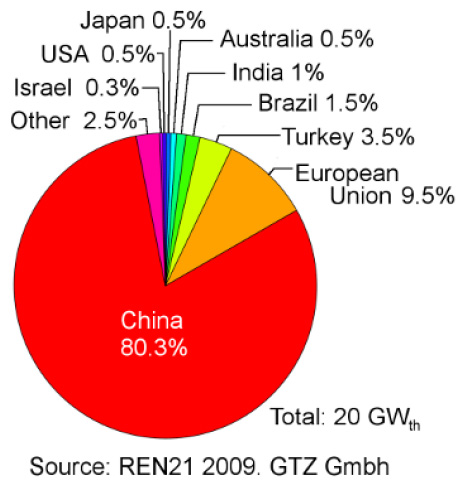 Japan 0.5%
USA 0.5%
Israel 0.3%
Other 2.5%
Australia 0.5%
India 1%
Brazil 1.5%
Turkey 3.5%
European
Union 9.5%
China
80.3%
Total: 20 GWth
Source: REN21 2009. GTZ Gmbh